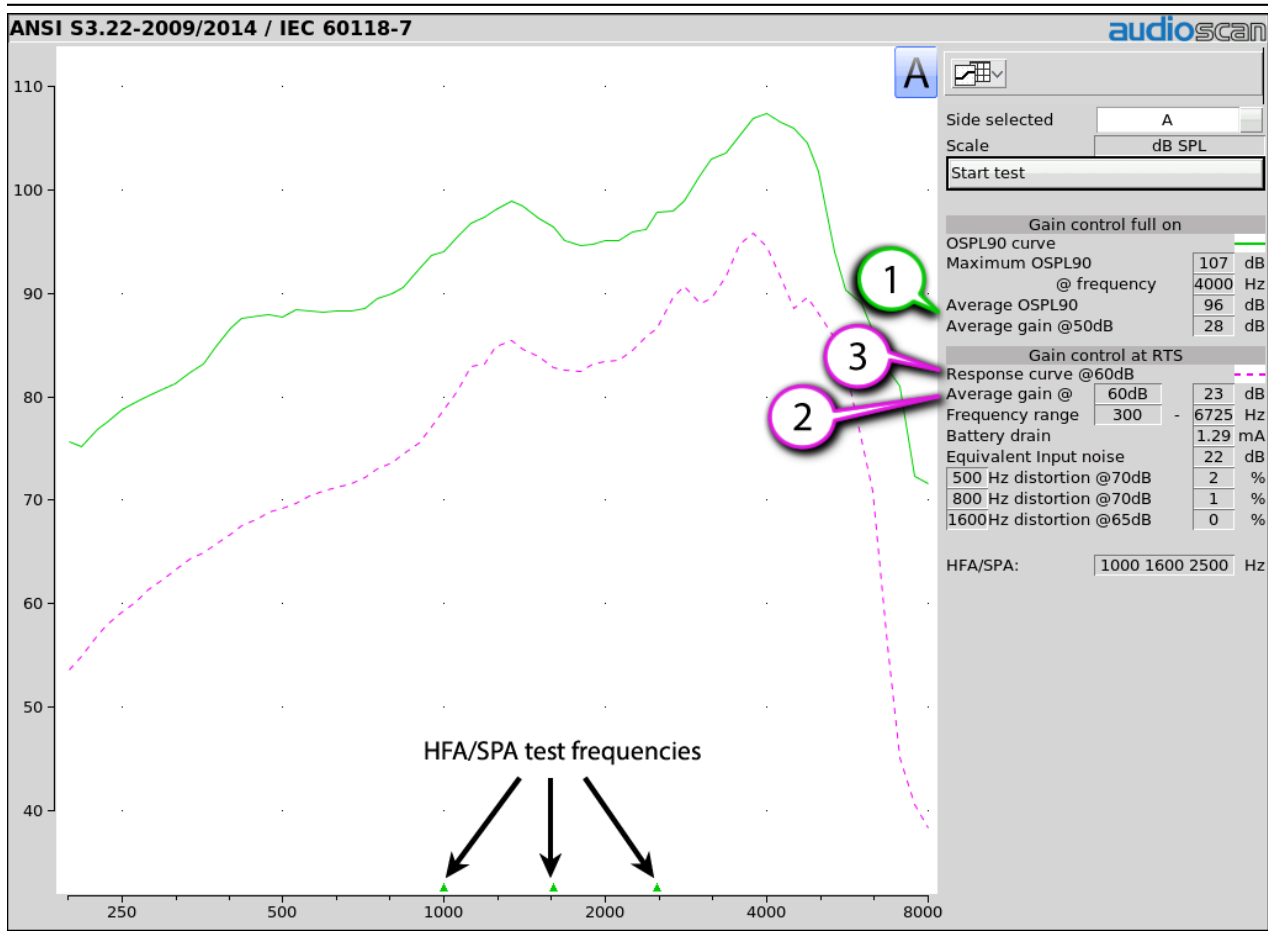 ANSI S3.22-2009/2014 / IEC 60118-7
audioscan
A
110
100
90
80
70
60
50
40
250 500 1000 2000 4000 8000
HFA/SPA test frequencies
1
3
2
Side selected A
Scale dB SPL
Start test
Gain control full on
OSPL90 curve
Maximum OSPL90 107 dB
@ frequency 4000 Hz
Average OSPL90 96 dB
Average gain @50dB 28 dB
Gain control at RTS
Response curve @60dB
Average gain @ 60dB 23 dB
Frequency range 300 - 6725 Hz
Battery drain 1.29 mA
Equivalent Input noise 22 dB
500 Hz distortion @70dB 2 %
800 Hz distortion @70dB 1 %
1600 Hz distortion @65dB 0 %
HFA/SPA: 1000 1600 2500 Hz